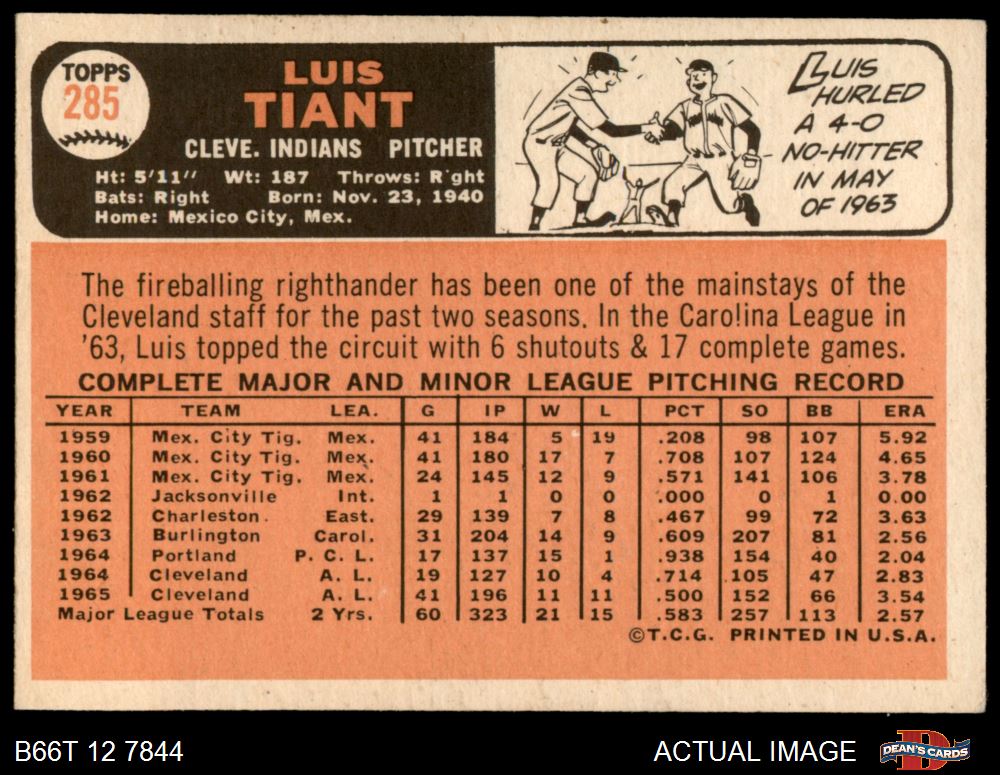 TOPPS
285
LUIS
TIANT
CLEVE. INDIANS PITCHER
Ht: 5'11" Wt: 187 Throws: R'ght
Bats: Right Born: Nov. 23, 1940
Home: Mexico City, Mex.
LUIS
HURLED
A 4-0
NO-HITTER
IN MAY
OF 1963
The fireballing righthander has been one of the mainstays of the
Cleveland staff for the past two seasons. In the Carolina League in
'63, Luis topped the circuit with 6 shutouts & 17 complete games.
COMPLETE MAJOR AND MINOR LEAGUE PITCHING RECORD
YEAR TEAM LEA. G IP W L PCT SO BB ERA
1959 Mex. City Tig. Mex. 41 184 5 19 .208 98 107 5.92
1960 Mex. City Tig. Mex. 41 180 17 7 .708 107 124 4.65
1961 Mex. City Tig. Mex. 24 145 12 9 .571 141 106 3.78
1962 Jacksonville Int. 1 1 0 0 .000 0 1 0.00
1962 Charleston. East. 29 139 7 8 .467 99 72 3.63
1963 Burlington Carol. 31 204 14 9 .609 207 81 2.56
1964 Portland P. C. L. 17 137 15 1 .938 154 40 2.04
1964 Cleveland A. L. 19 127 10 4 .714 105 47 2.83
1965 Cleveland A. L. 41 196 11 11 .500 152 66 3.54
Major League Totals 2 Yrs. 60 323 21 15 .583 257 113 2.57
©T.C.G. PRINTED IN U.S.A.
B66T 12 7844 ACTUAL IMAGE DEAN'S CARDS